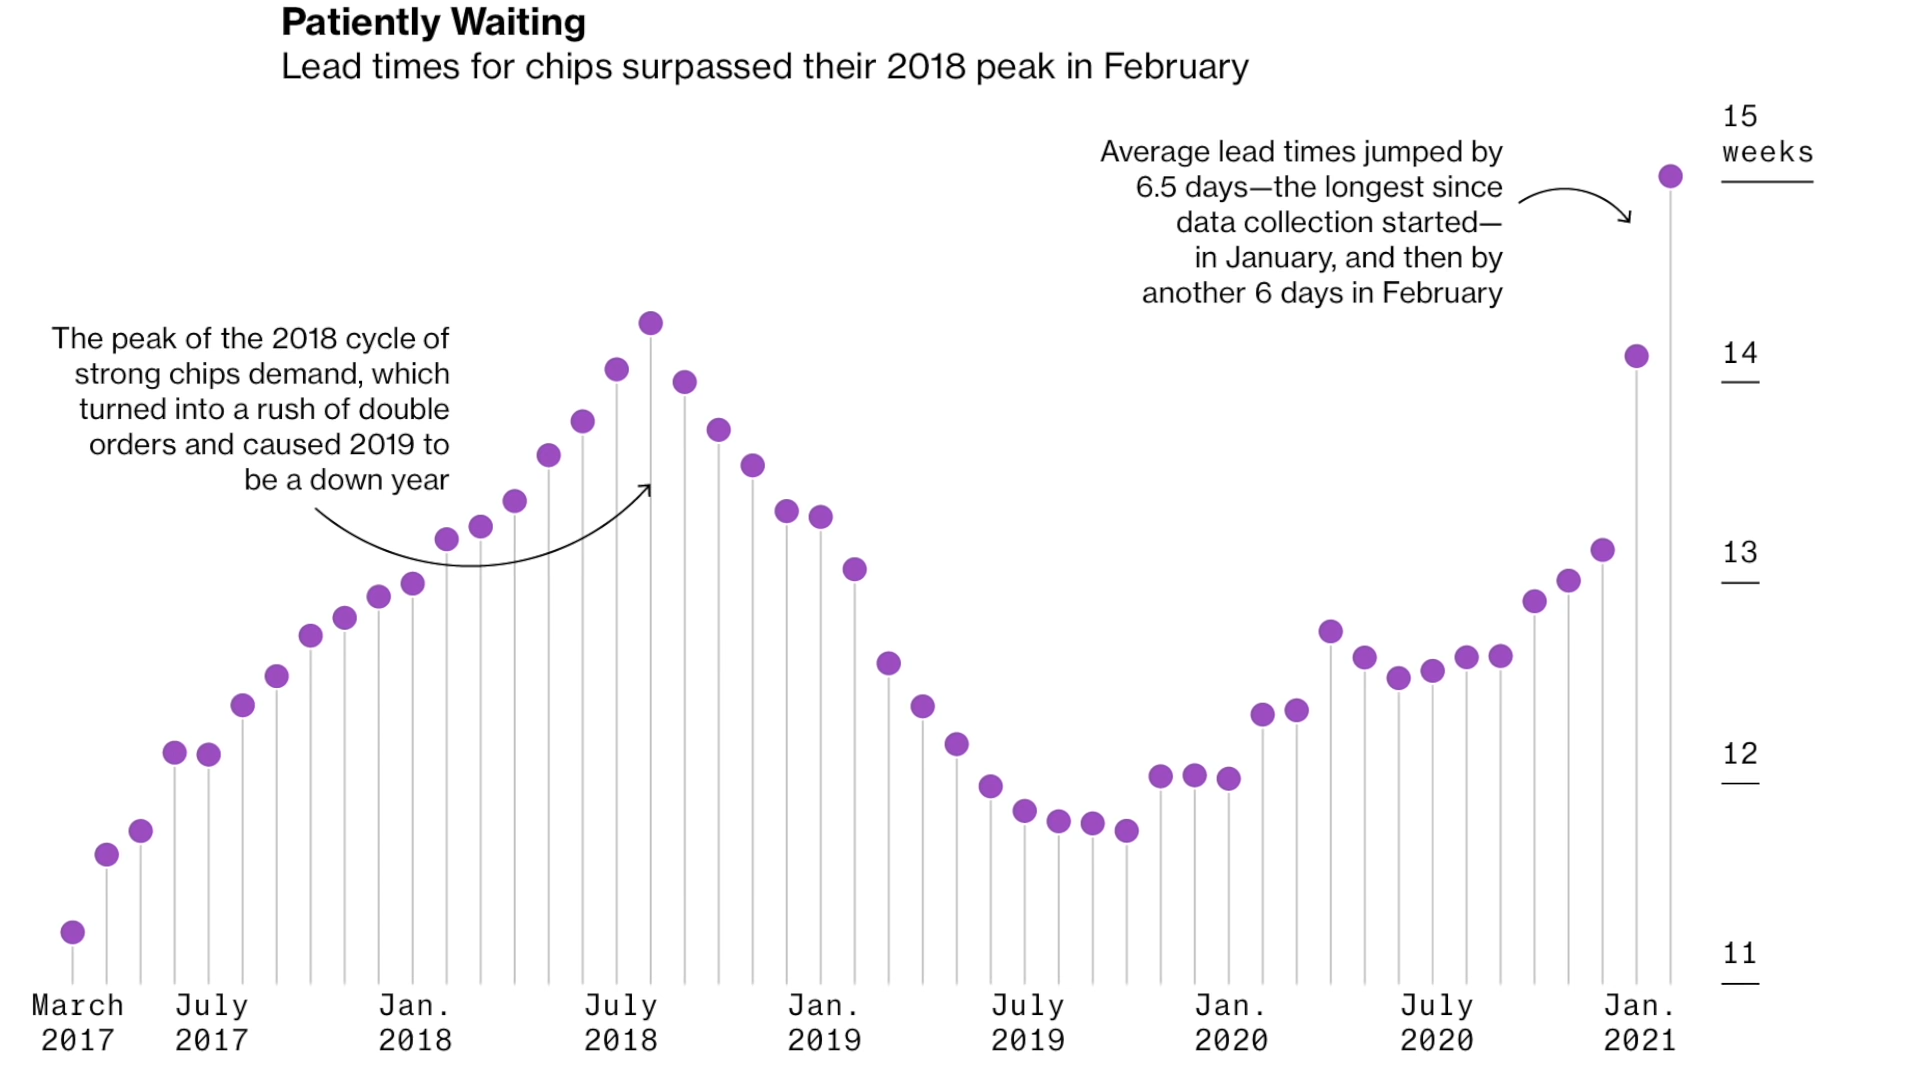 Patiently Waiting
Lead times for chips surpassed their 2018 peak in February
15
weeks
Average lead times jumped by
6.5 days—the longest since
data collection started—
in January, and then by
another 6 days in February
The peak of the 2018 cycle of
strong chips demand, which
turned into a rush of double
orders and caused 2019 to
be a down year
14
13
12
11
March
2017
July
2017
Jan.
2018
July
2018
Jan.
2019
July
2019
Jan.
2020
July
2020
Jan.
2021